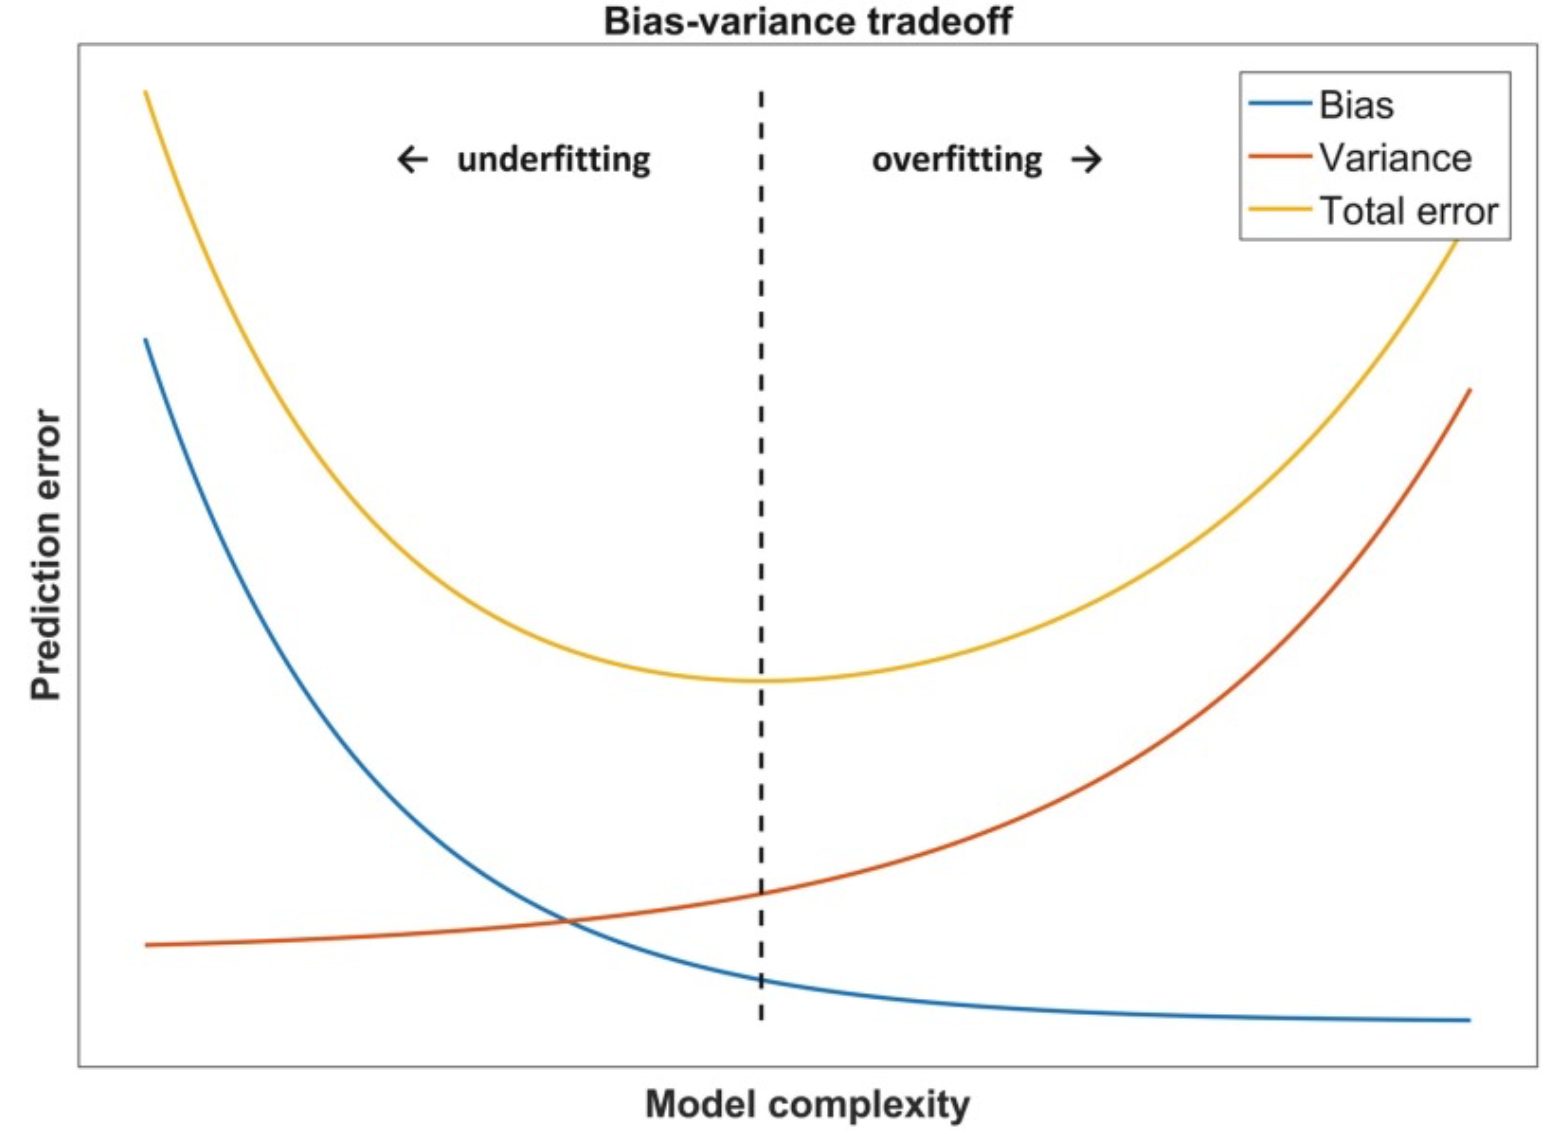 Bias-variance tradeoff
← underfitting
overfitting →
Bias
Variance
Total error
Prediction error
Model complexity